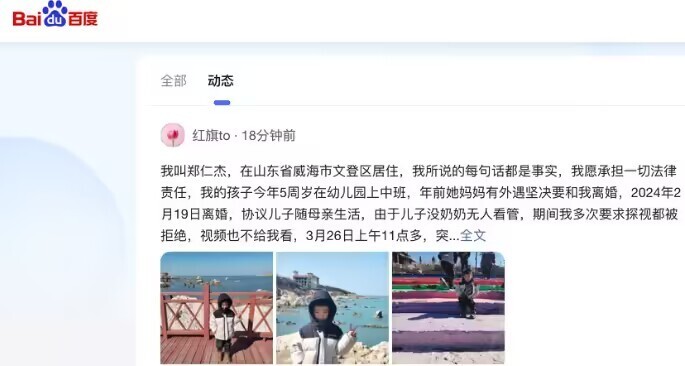 Baidu百度
全部 动态
红旗to · 18分钟前
我叫郑仁杰，在山东省威海市文登区居住，我所说的每句话都是事实，我愿承担一切法律
责任，我的孩子今年5周岁在幼儿园上中班，年前她妈妈有外遇坚决要和我离婚，2024年2
月19日离婚，协议儿子随母亲生活，由于儿子没奶奶无人看管，期间我多次要求探视都被
拒绝，视频也不给我看，3月26日上午11点多，突...全文